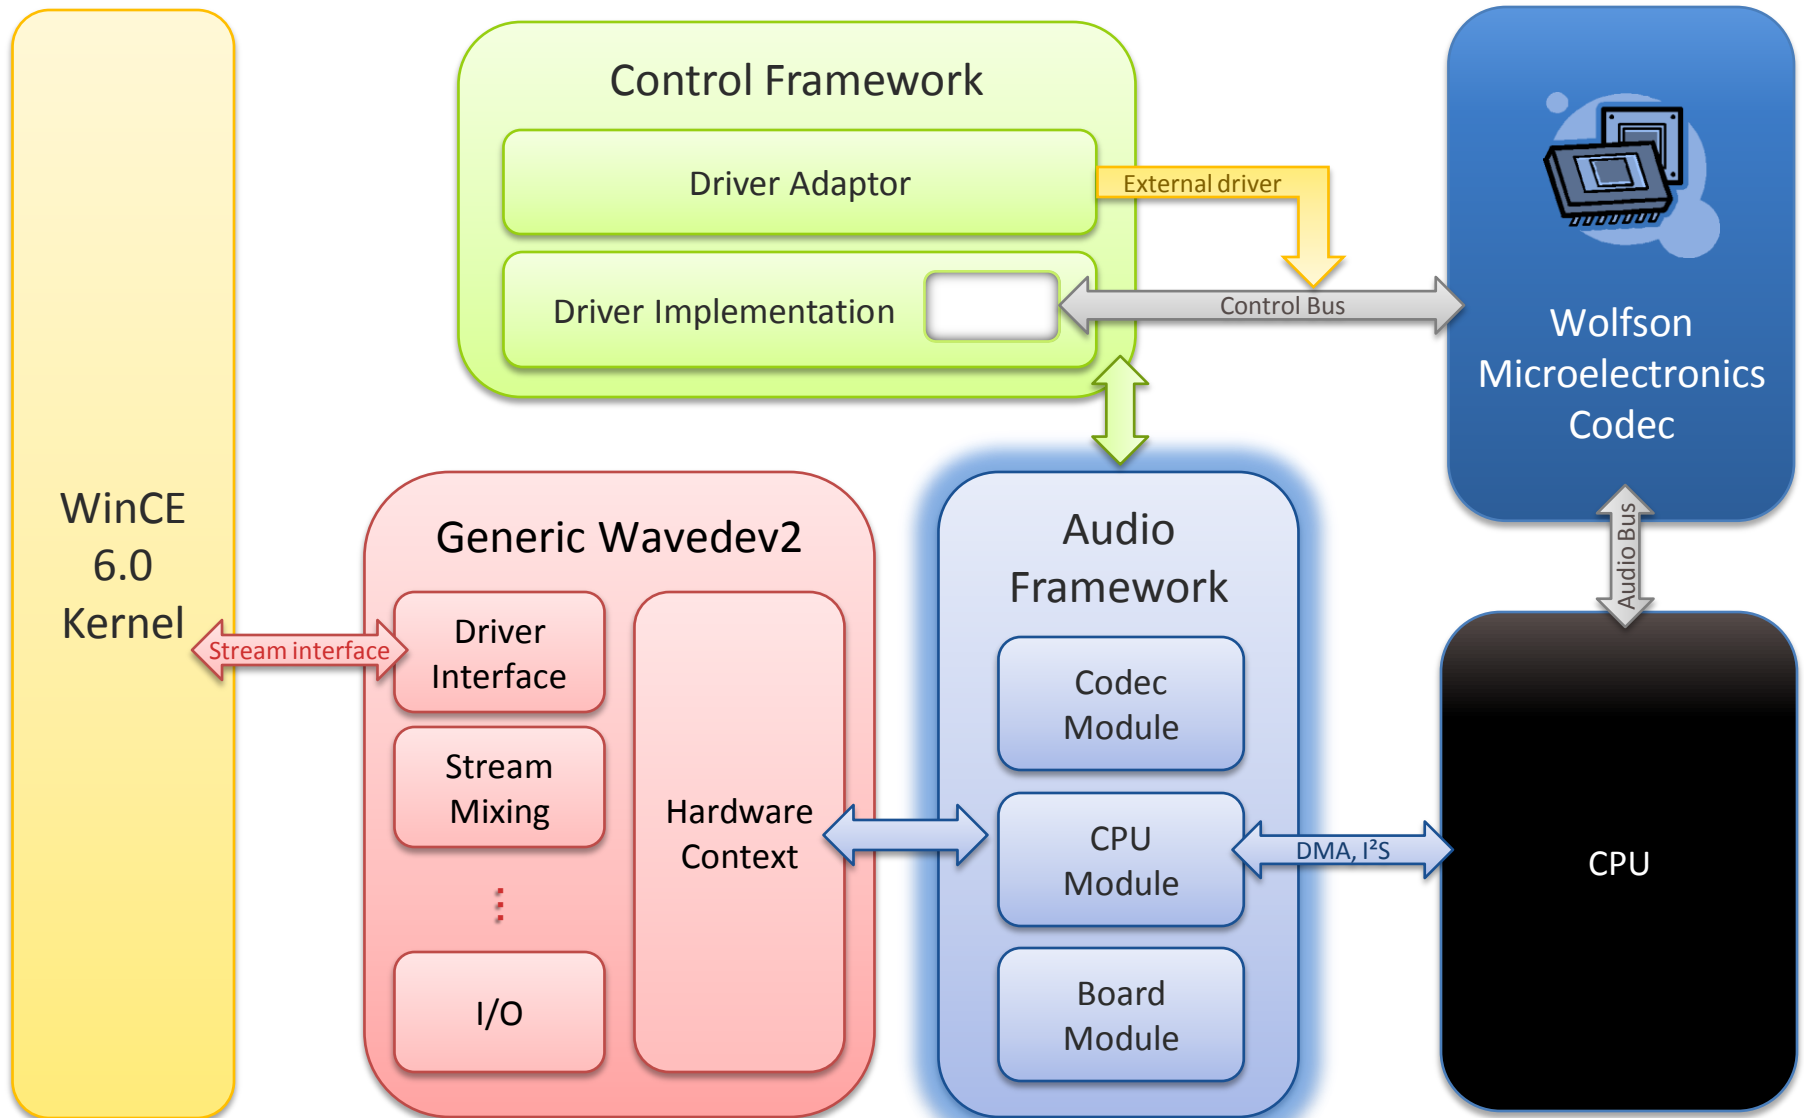 WinCE
6.0
Kernel
Stream interface
Control Framework
Driver Adaptor
External driver
Driver Implementation
Control Bus
Wolfson
Microelectronics
Codec
Audio Bus
Generic Wavedev2
Driver
Interface
Stream
Mixing
...
I/O
Hardware
Context
Audio
Framework
Codec
Module
CPU
Module
Board
Module
DMA, I²S
CPU